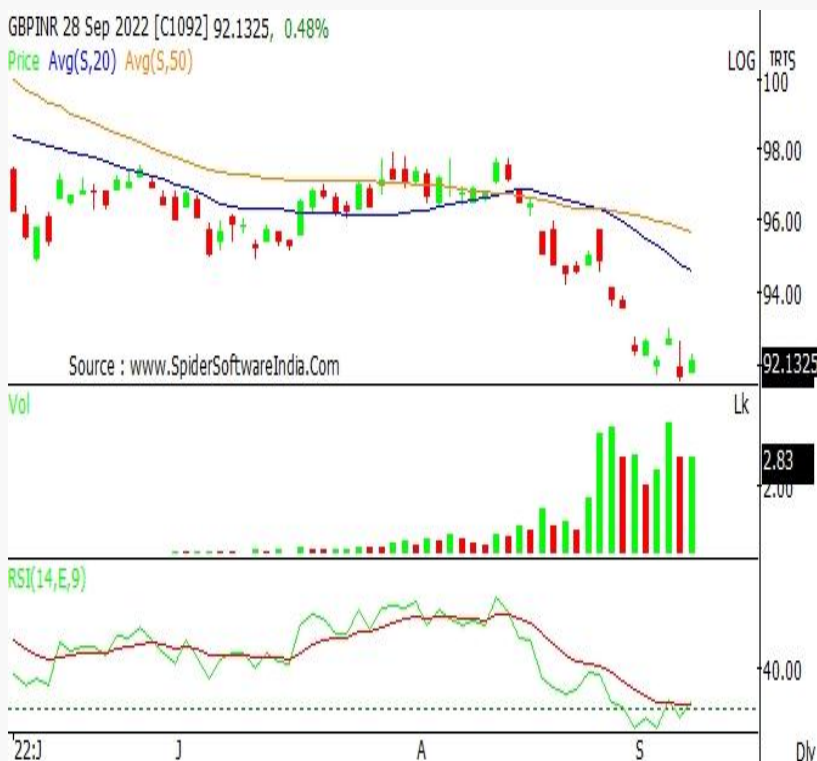 GBPINR 28 Sep 2022 [C1092] 92.1325, 0.48%
Price Avg(S,20) Avg(S,50)
LOG
100
98.00
96.00
94.00
92.1325
Source : www.SpiderSoftwareIndia.Com
Vol
Lk
2.83
2.00
RSI(14,E,9)
40.00
22:J J A S Dly